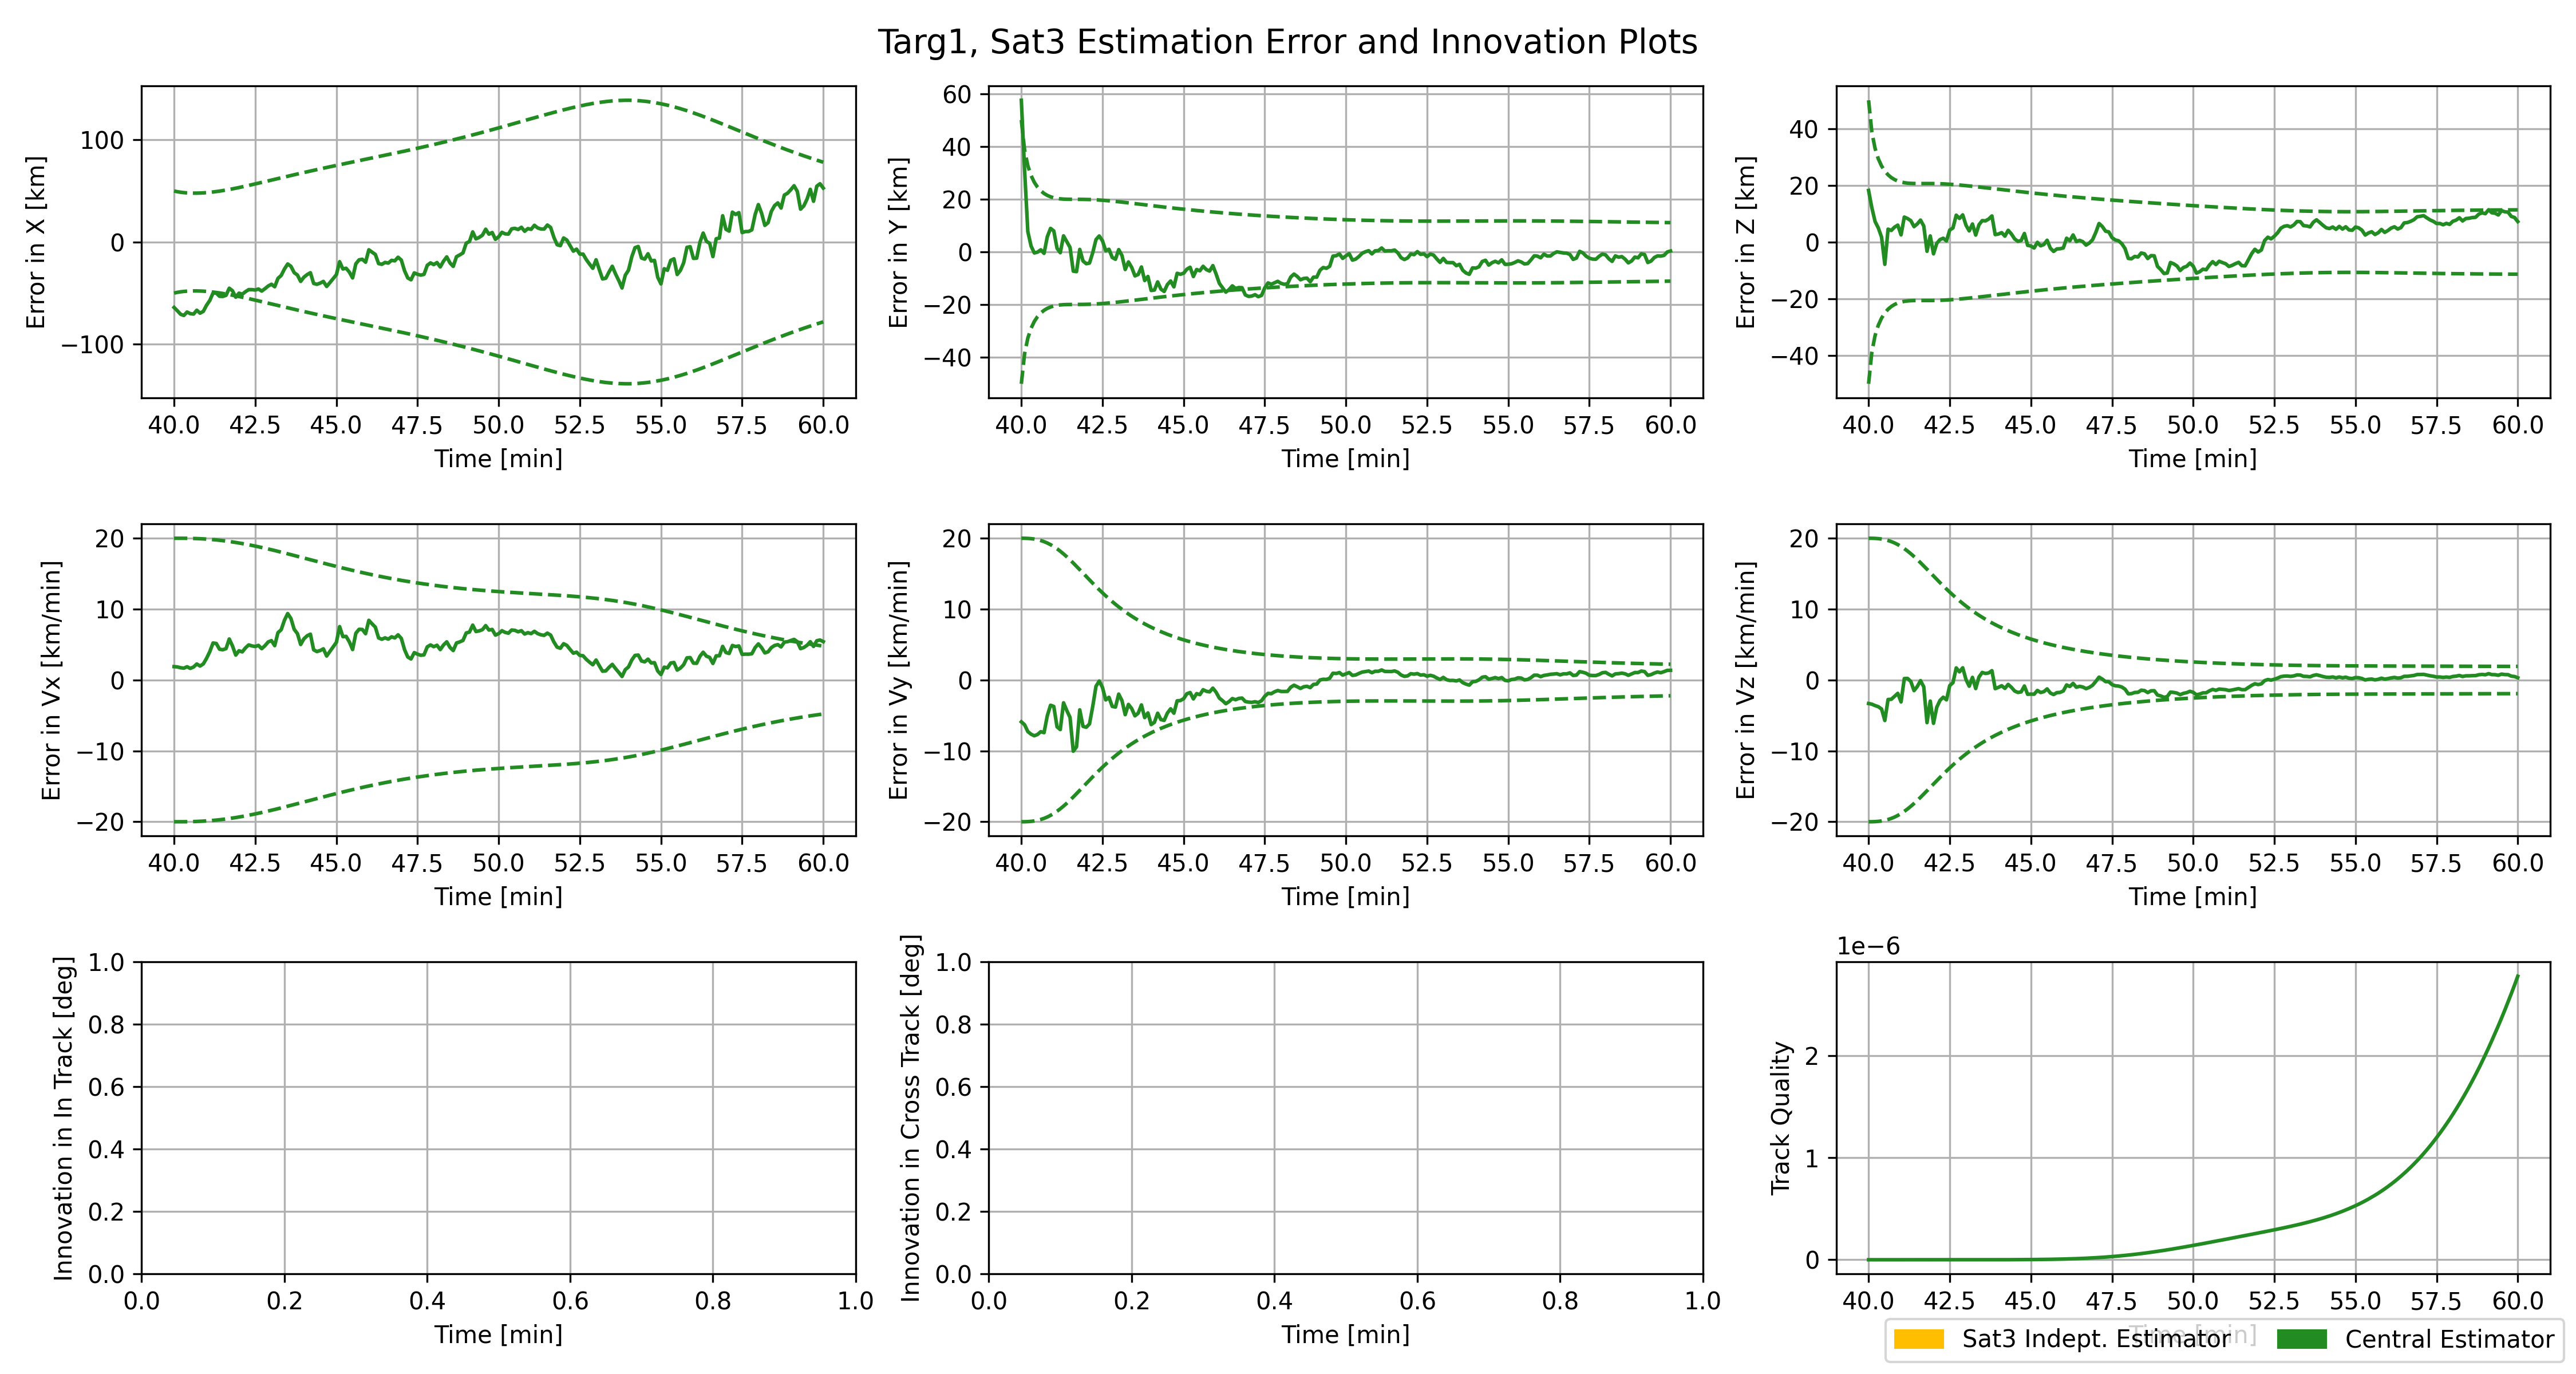 Targ1, Sat3 Estimation Error and Innovation Plots
Error in X [km]
100
0
−100
40.0 42.5 45.0 47.5 50.0 52.5 55.0 57.5 60.0
Time [min]
Error in Y [km]
60
40
20
0
−20
−40
40.0 42.5 45.0 47.5 50.0 52.5 55.0 57.5 60.0
Time [min]
Error in Z [km]
40
20
0
−20
−40
40.0 42.5 45.0 47.5 50.0 52.5 55.0 57.5 60.0
Time [min]
Error in Vx [km/min]
20
10
0
−10
−20
40.0 42.5 45.0 47.5 50.0 52.5 55.0 57.5 60.0
Time [min]
Error in Vy [km/min]
20
10
0
−10
−20
40.0 42.5 45.0 47.5 50.0 52.5 55.0 57.5 60.0
Time [min]
Error in Vz [km/min]
20
10
0
−10
−20
40.0 42.5 45.0 47.5 50.0 52.5 55.0 57.5 60.0
Time [min]
Innovation in In Track [deg]
1.0
0.8
0.6
0.4
0.2
0.0
0.0 0.2 0.4 0.6 0.8 1.0
Time [min]
Innovation in Cross Track [deg]
1.0
0.8
0.6
0.4
0.2
0.0
0.0 0.2 0.4 0.6 0.8 1.0
Time [min]
1e−6
Track Quality
2
1
0
40.0 42.5 45.0 47.5 50.0 52.5 55.0 57.5 60.0
Time [min]
Sat3 Indept. Estimator
Central Estimator